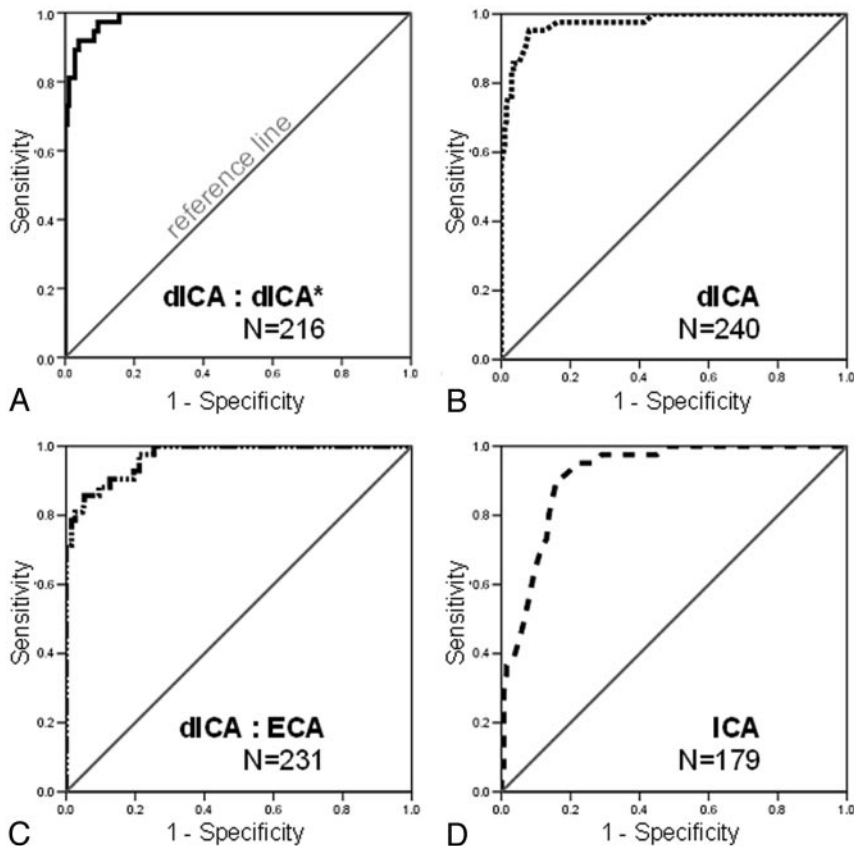 1.0
0.8
0.6
0.4
0.2
0.0
Sensitivity
reference line
dICA : dICA*
N=216
0.0 0.2 0.4 0.6 0.8 1.0
1 - Specificity
A
1.0
0.8
0.6
0.4
0.2
0.0
Sensitivity
dICA
N=240
0.0 0.2 0.4 0.6 0.8 1.0
1 - Specificity
B
1.0
0.8
0.6
0.4
0.2
0.0
Sensitivity
dICA : ECA
N=231
0.0 0.2 0.4 0.6 0.8 1.0
1 - Specificity
C
1.0
0.8
0.6
0.4
0.2
0.0
Sensitivity
ICA
N=179
0.0 0.2 0.4 0.6 0.8 1.0
1 - Specificity
D